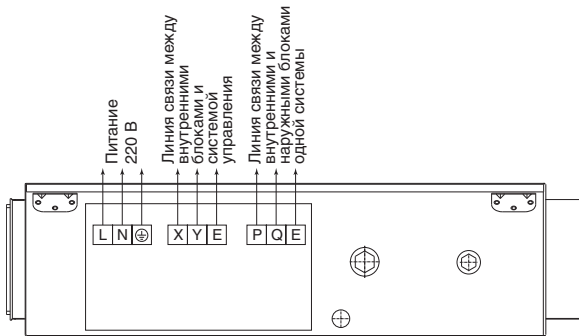 Питание
220 В
Линия связи между
внутренними
блоками и
системой
управления
Линия связи между
внутренними и
наружными блоками
одной системы
L N X Y E P Q E